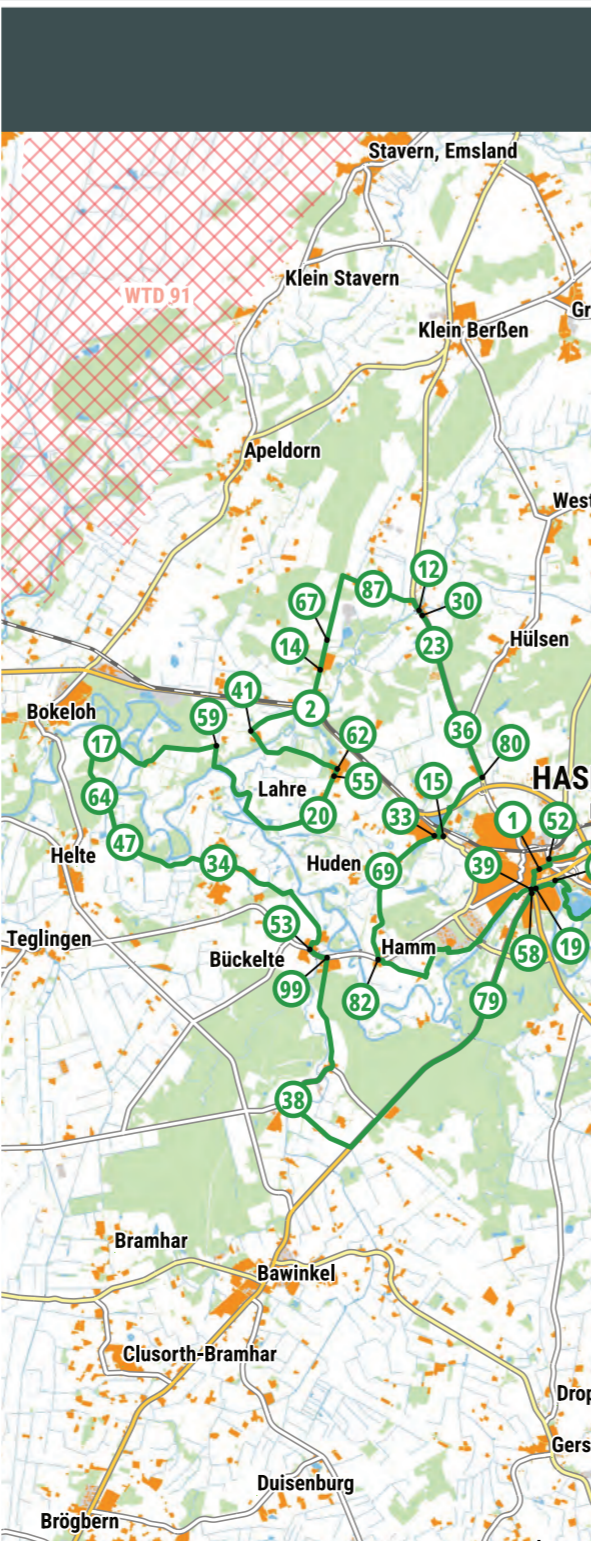 Stavern, Emsland
Klein Stavern
WTD 91
Gr
Klein Berßen
Apeldorn
West
12
87
67
30
14
23
Hülsen
41
2
36
Bokeloh
59
62
80
17
55
HAS
Lahre
15
64
20
33
1
52
47
Helte
34
Huden
69
39
53
Teglingen
Hamm
Bückelte
58
19
99
82
79
38
Bramhar
Bawinkel
Clusorth-Bramhar
Drop
Gers
Duisenburg
Brögbern